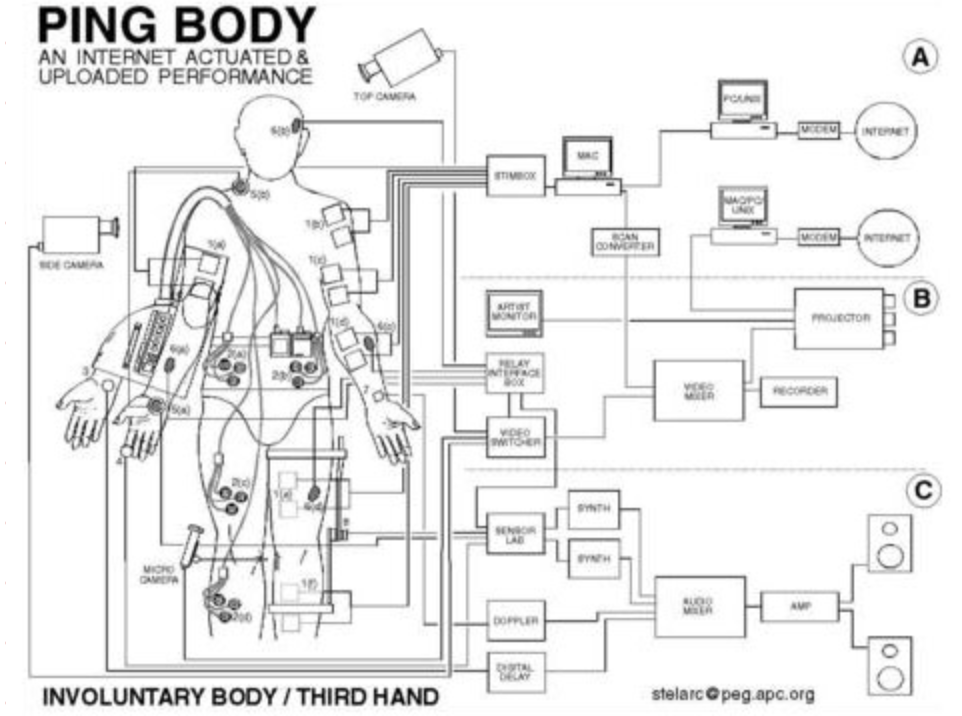 PING BODY
AN INTERNET ACTUATED &
UPLOADED PERFORMANCE
TOP CAMERA
A
PC/UNIX
MODEM
INTERNET
MAC
STIMBOX
6(b)
5(b)
1(b)
MAC/PC/
UNIX
MODEM
INTERNET
SCAN
CONVERTER
SIDE CAMERA
1(a)
1(c)
B
ARTIST
MONITOR
PROJECTOR
1(d)
6(c)
6(a)
2(a)
2(b)
3
7
RELAY
INTERFACE
BOX
VIDEO
MIXER
RECORDER
5(a)
VIDEO
SWITCHER
4
2(c)
1(e)
6(d)
8
C
SENSOR
LAB
SYNTH
SYNTH
MICRO
CAMERA
1(f)
2(d)
DOPPLER
AUDIO
MIXER
AMP
DIGITAL
DELAY
INVOLUNTARY BODY / THIRD HAND
stelarc@peg.apc.org